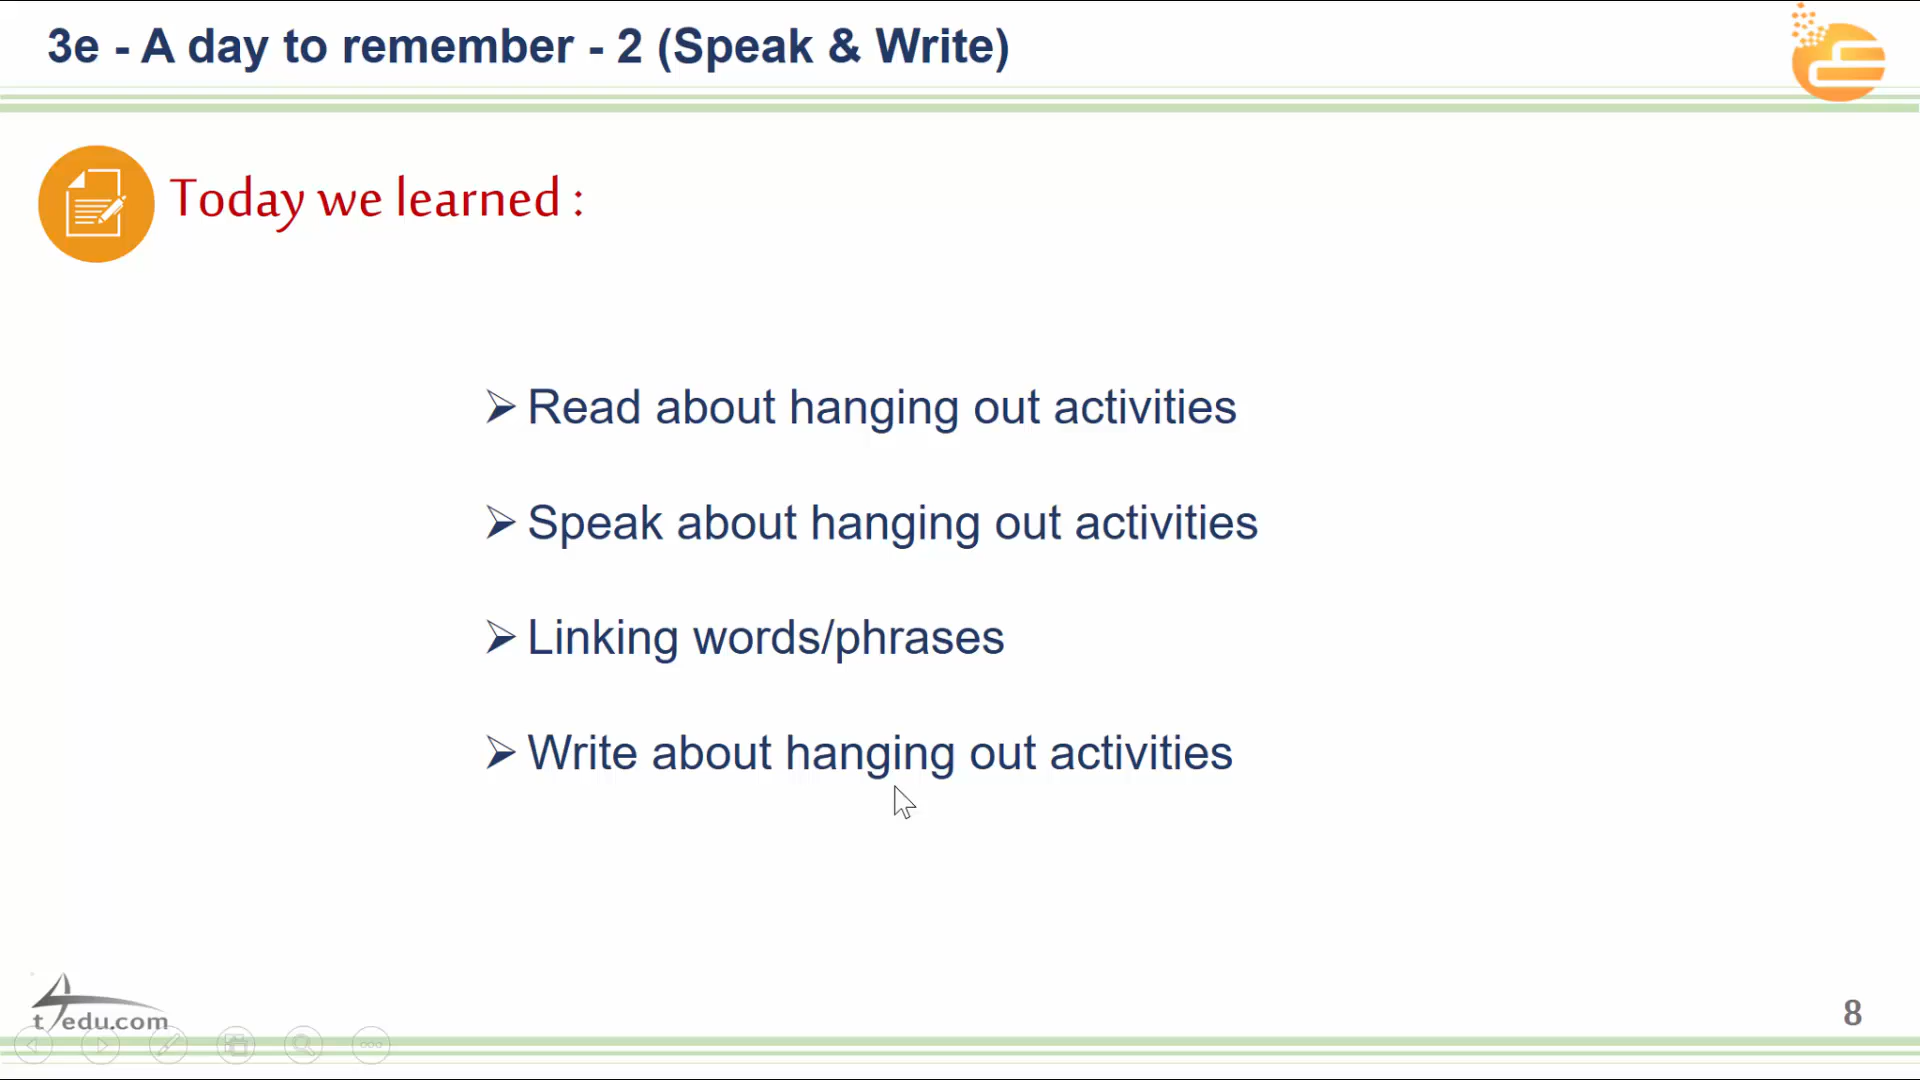 3e - A day to remember - 2 (Speak & Write)
Today we learned :
Read about hanging out activities
Speak about hanging out activities
Linking words/phrases
Write about hanging out activities
t4edu.com
8